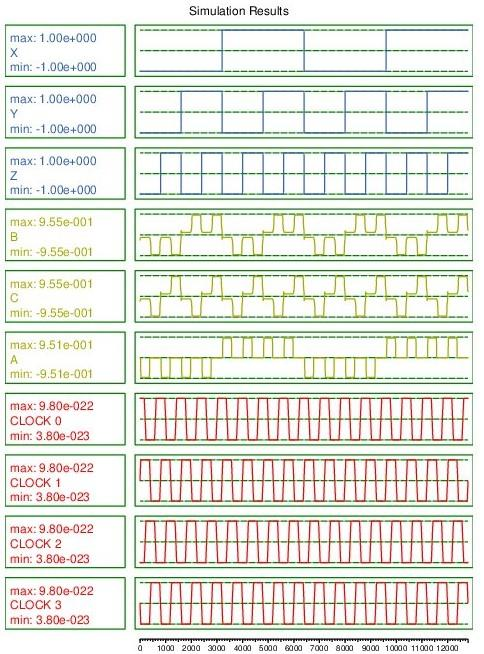 Simulation Results
max: 1.00e+000
X
min: -1.00e+000
max: 1.00e+000
Y
min: -1.00e+000
max: 1.00e+000
Z
min: -1.00e+000
max: 9.55e-001
B
min: -9.55e-001
max: 9.55e-001
C
min: -9.55e-001
max: 9.51e-001
A
min: -9.51e-001
max: 9.80e-022
CLOCK 0
min: 3.80e-023
max: 9.80e-022
CLOCK 1
min: 3.80e-023
max: 9.80e-022
CLOCK 2
min: 3.80e-023
max: 9.80e-022
CLOCK 3
min: 3.80e-023
0 1000 2000 3000 4000 5000 6000 7000 8000 9000 10000 11000 12000